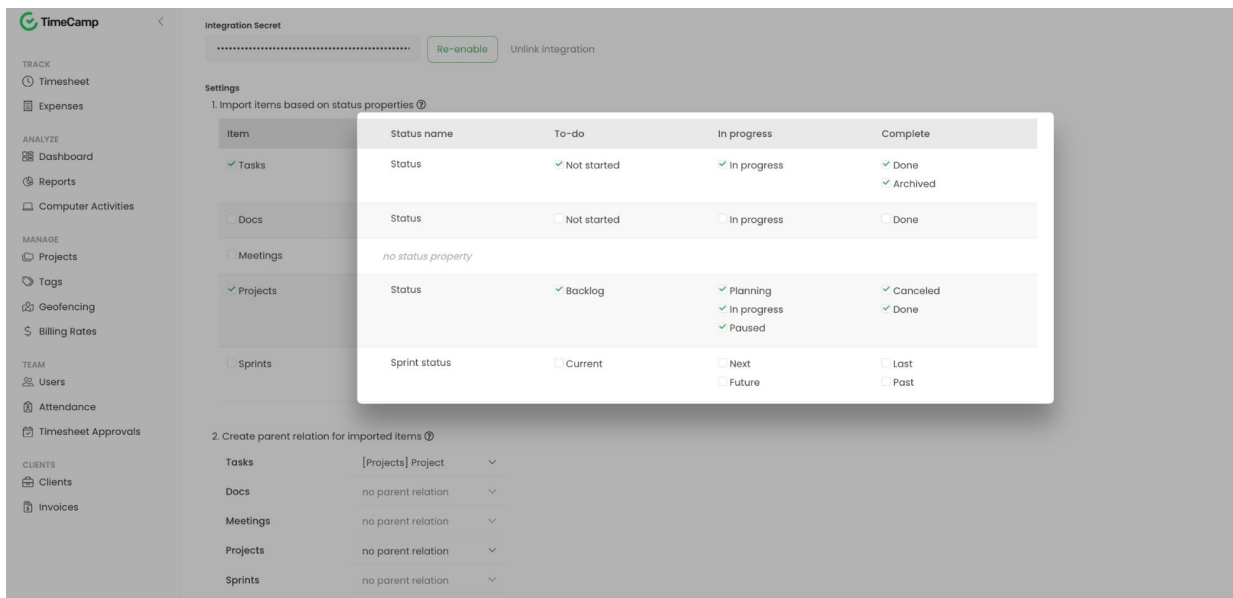 TimeCamp
TRACK
Timesheet
Expenses
ANALYZE
Dashboard
Reports
Computer Activities
MANAGE
Projects
Tags
Geofencing
Billing Rates
TEAM
Users
Attendance
Timesheet Approvals
CLIENTS
Clients
Invoices
Integration Secret
Re-enable Unlink integration
Settings
1. Import items based on status properties
Item Status name To-do In progress Complete
Tasks Status Not started In progress Done
Archived
Docs Status Not started In progress Done
Meetings no status property
Projects Status Backlog Planning Canceled
In progress Done
Paused
Sprints Sprint status Current Next Last
Future Past
2. Create parent relation for imported items
Tasks [Projects] Project
Docs no parent relation
Meetings no parent relation
Projects no parent relation
Sprints no parent relation